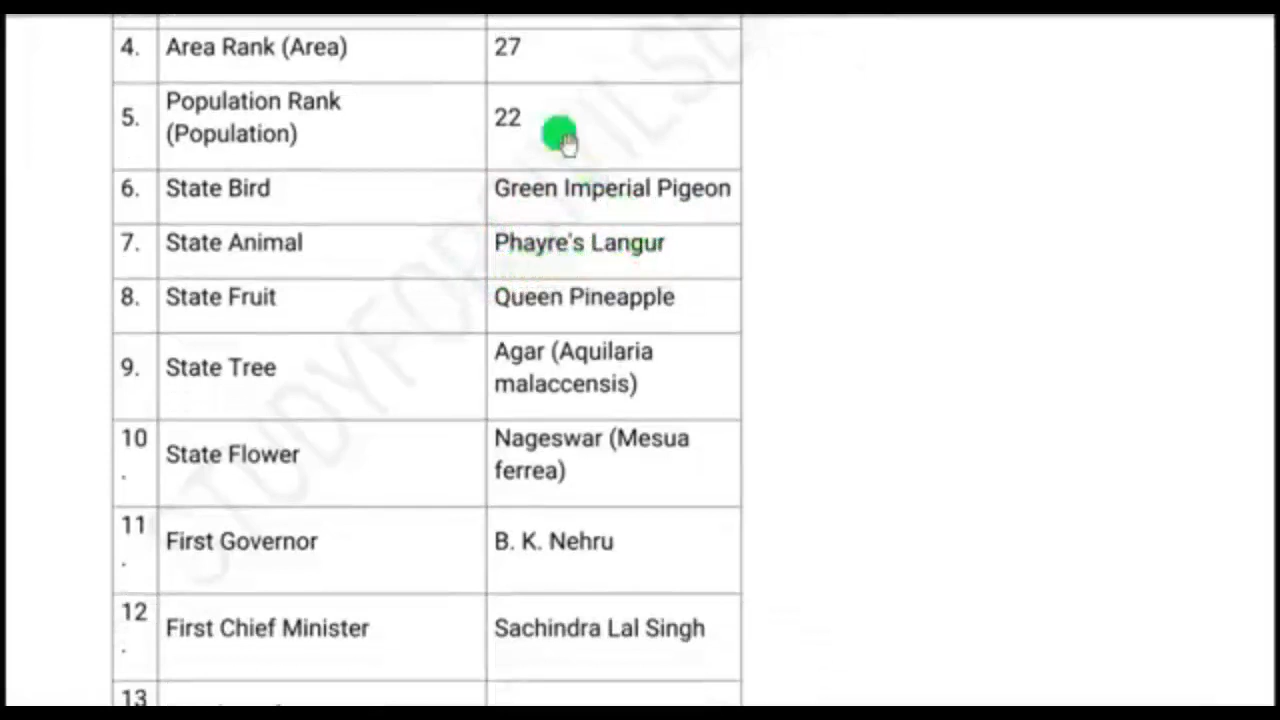 4. Area Rank (Area) 27
Population Rank
5. 22
(Population)
6. State Bird Green Imperial Pigeon
7. State Animal Phayre's Langur
8. State Fruit Queen Pineapple
Agar (Aquilaria
9. State Tree
malaccensis)
10 Nageswar (Mesua
State Flower
. ferrea)
11
First Governor B. K. Nehru
.
12
First Chief Minister Sachindra Lal Singh
.
13